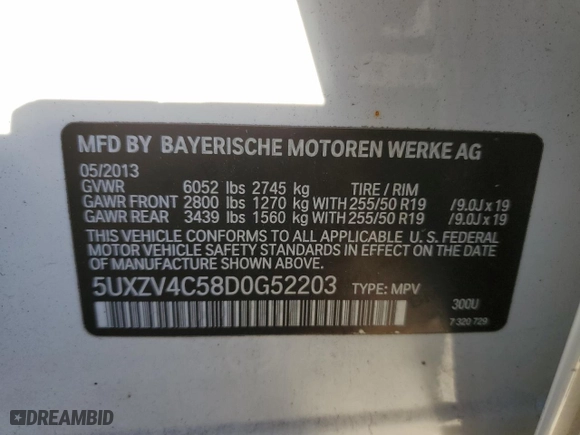 MFD BY BAYERISCHE MOTOREN WERKE AG
05/2013
GVWR 6052 lbs 2745 kg TIRE / RIM
GAWR FRONT 2800 lbs 1270 kg WITH 255/50 R19 /9.0J x 19
GAWR REAR 3439 lbs 1560 kg WITH 255/50 R19 /9.0J x 19
THIS VEHICLE CONFORMS TO ALL APPLICABLE U.S. FEDERAL
MOTOR VEHICLE SAFETY STANDARDS IN EFFECT ON THE
DATE OF MANUFACTURE SHOWN ABOVE.
5UXZV4C58D0G52203 TYPE: MPV
300U
7 320 729
DREAMBID